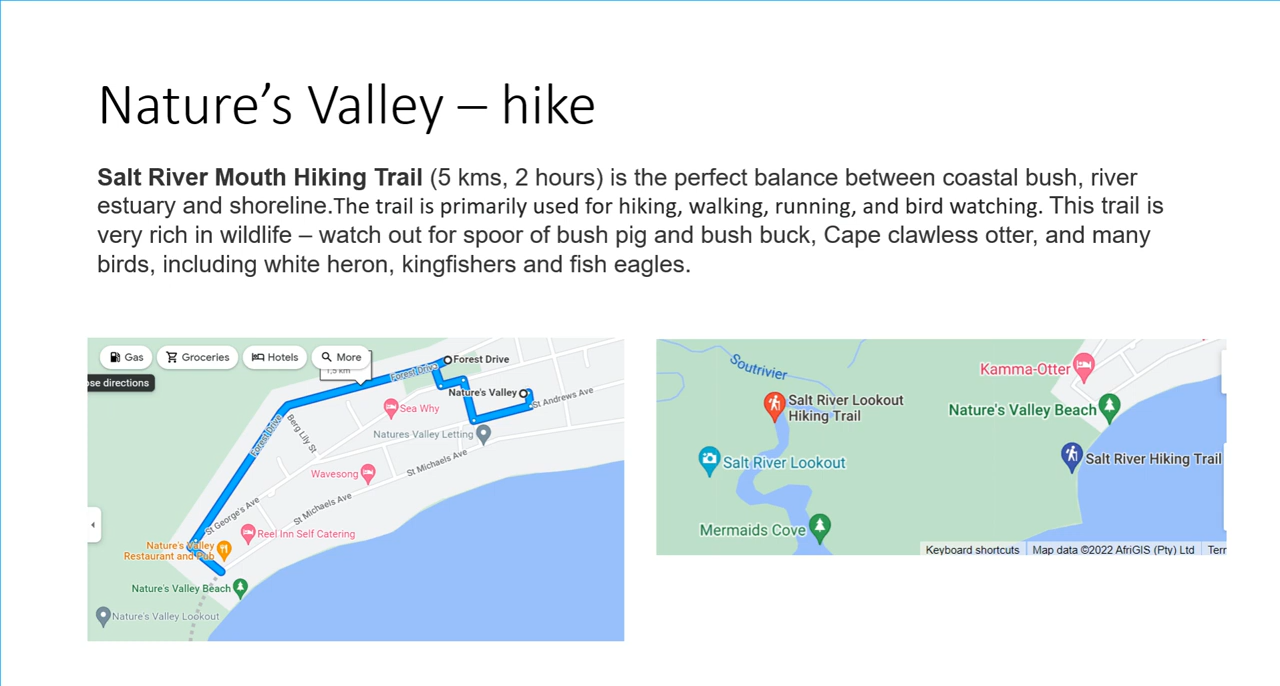 Nature’s Valley – hike
Salt River Mouth Hiking Trail (5 kms, 2 hours) is the perfect balance between coastal bush, river
estuary and shoreline.The trail is primarily used for hiking, walking, running, and bird watching. This trail is
very rich in wildlife – watch out for spoor of bush pig and bush buck, Cape clawless otter, and many
birds, including white heron, kingfishers and fish eagles.
Gas
Groceries
Hotels
More
1,5 km
ose directions
Forest Drive
Forest Drive
Nature's Valley
St Andrews Ave
Sea Why
Forest Drive
Berg Lily St
Natures Valley Letting
St Michaels Ave
Wavesong
St George's Ave
St Michaels Ave
Reel Inn Self Catering
Nature's Valley
Restaurant and Pub
Nature's Valley Beach
Nature's Valley Lookout
Soutrivier
Kamma-Otter
Salt River Lookout
Hiking Trail
Nature's Valley Beach
Salt River Lookout
Salt River Hiking Trail
Mermaids Cove
Keyboard shortcuts
Map data ©2022 AfriGIS (Pty) Ltd
Terr